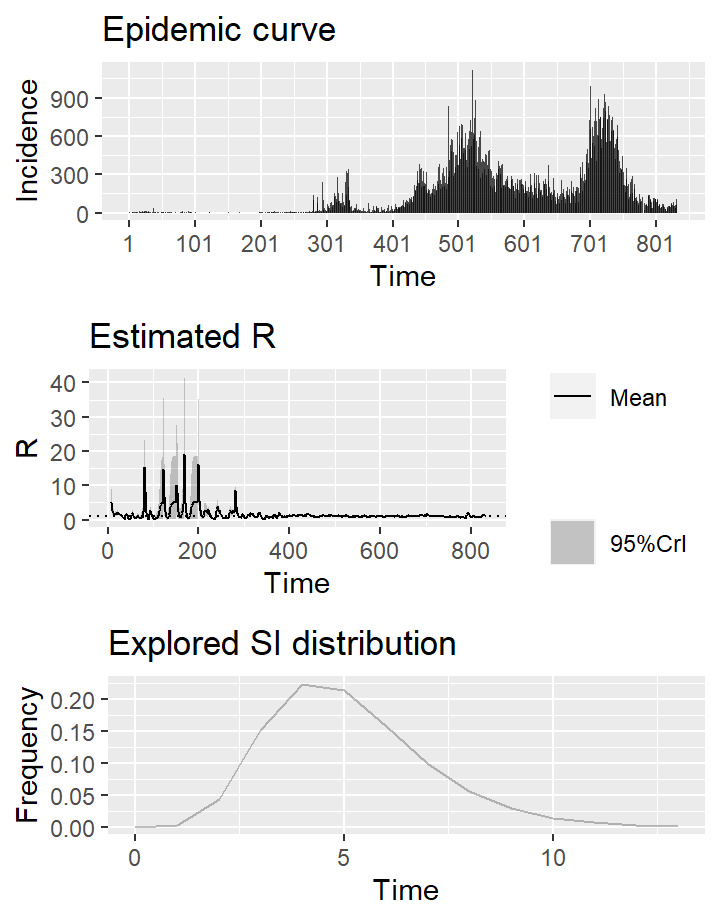 Epidemic curve
Incidence
900
600
300
0
1 101 201 301 401 501 601 701 801
Time
Estimated R
R
40
30
20
10
0
0 200 400 600 800
Time
Mean
95%CrI
Explored SI distribution
Frequency
0.20
0.15
0.10
0.05
0.00
0 5 10
Time